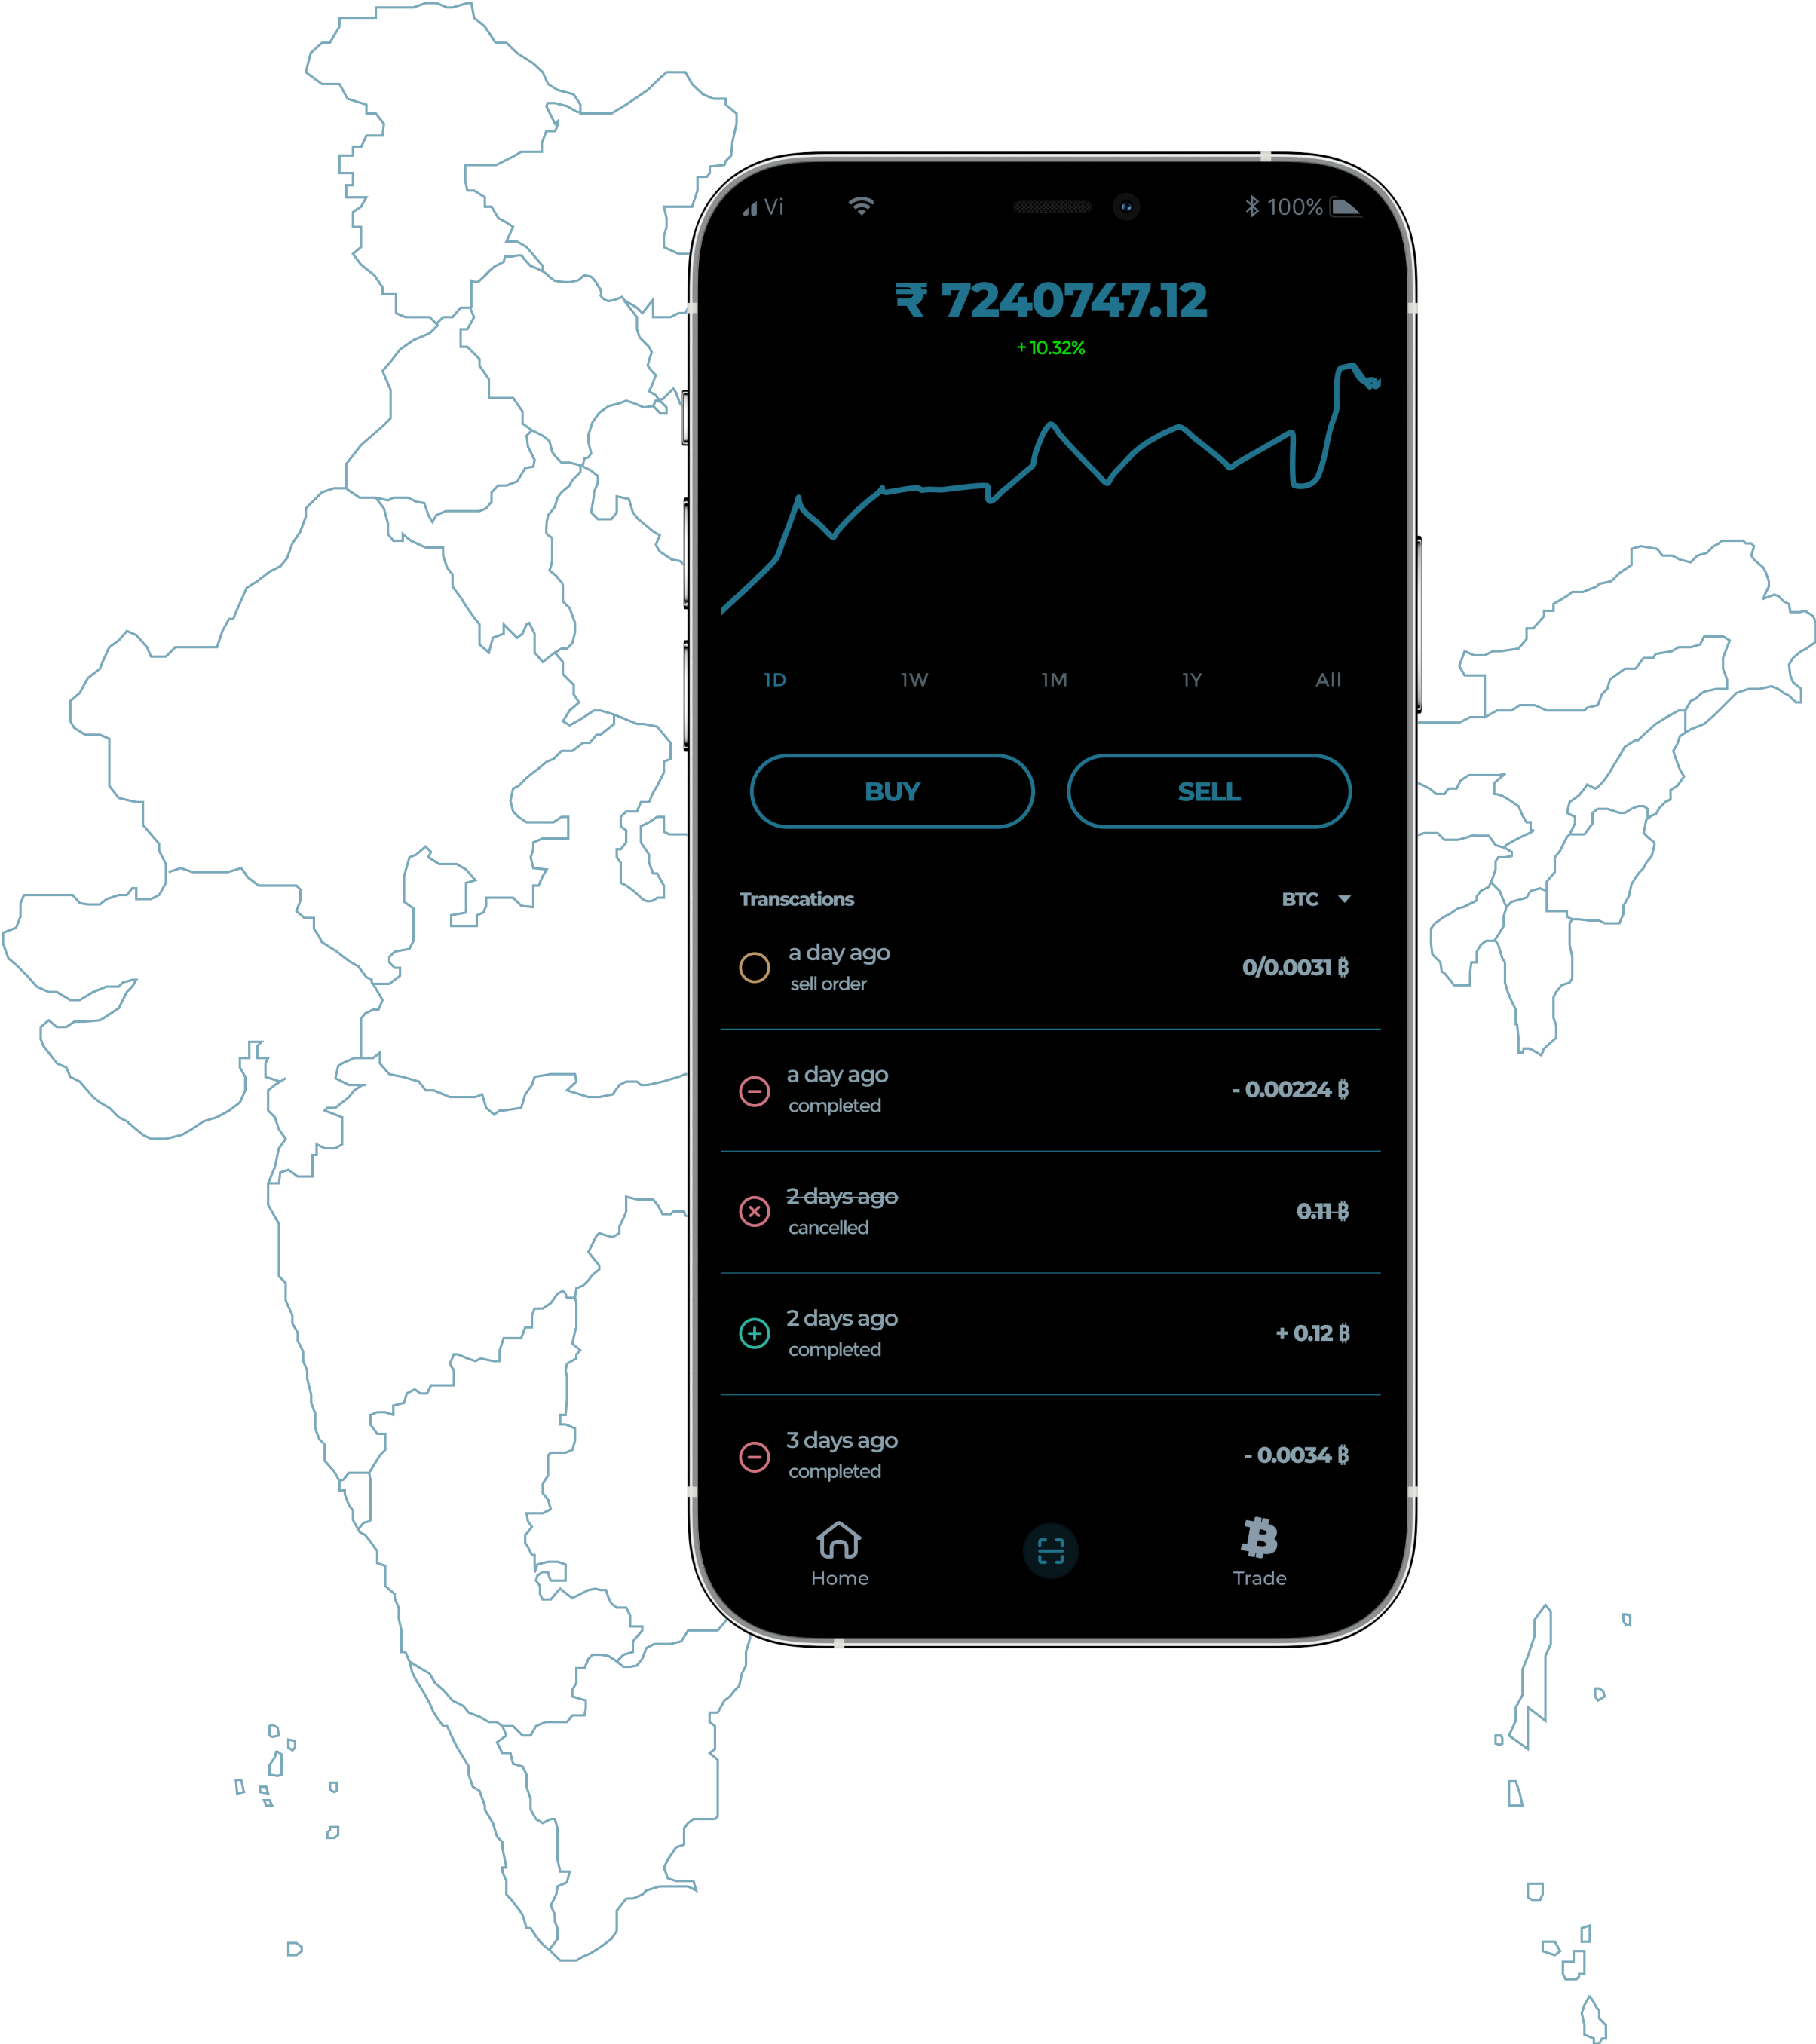 Vi 100%
₹ 7240747.12
+ 10.32%
1D 1W 1M 1Y All
BUY SELL
Transcations BTC
a day ago
sell order 0/0.0031 ₿
a day ago
completed - 0.00224 ₿
2 days ago
cancelled 0.11 ₿
2 days ago
completed + 0.12 ₿
3 days ago
completed - 0.0034 ₿
Home Trade